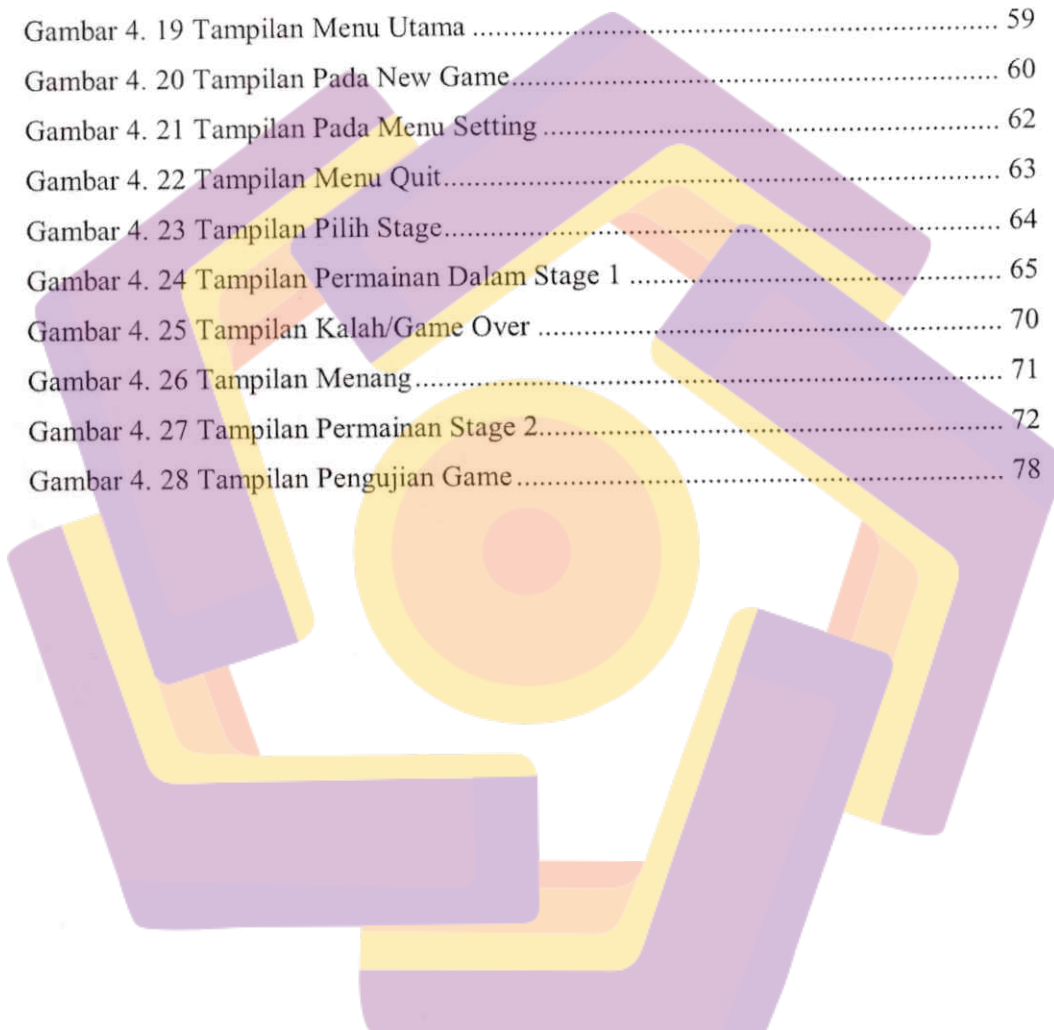 Gambar 4. 19 Tampilan Menu Utama ........................................................................ 59
Gambar 4. 20 Tampilan Pada New Game.................................................................. 60
Gambar 4. 21 Tampilan Pada Menu Setting .............................................................. 62
Gambar 4. 22 Tampilan Menu Quit............................................................................ 63
Gambar 4. 23 Tampilan Pilih Stage............................................................................ 64
Gambar 4. 24 Tampilan Permainan Dalam Stage 1 .................................................. 65
Gambar 4. 25 Tampilan Kalah/Game Over ............................................................... 70
Gambar 4. 26 Tampilan Menang................................................................................ 71
Gambar 4. 27 Tampilan Permainan Stage 2.............................................................. 72
Gambar 4. 28 Tampilan Pengujian Game................................................................. 78